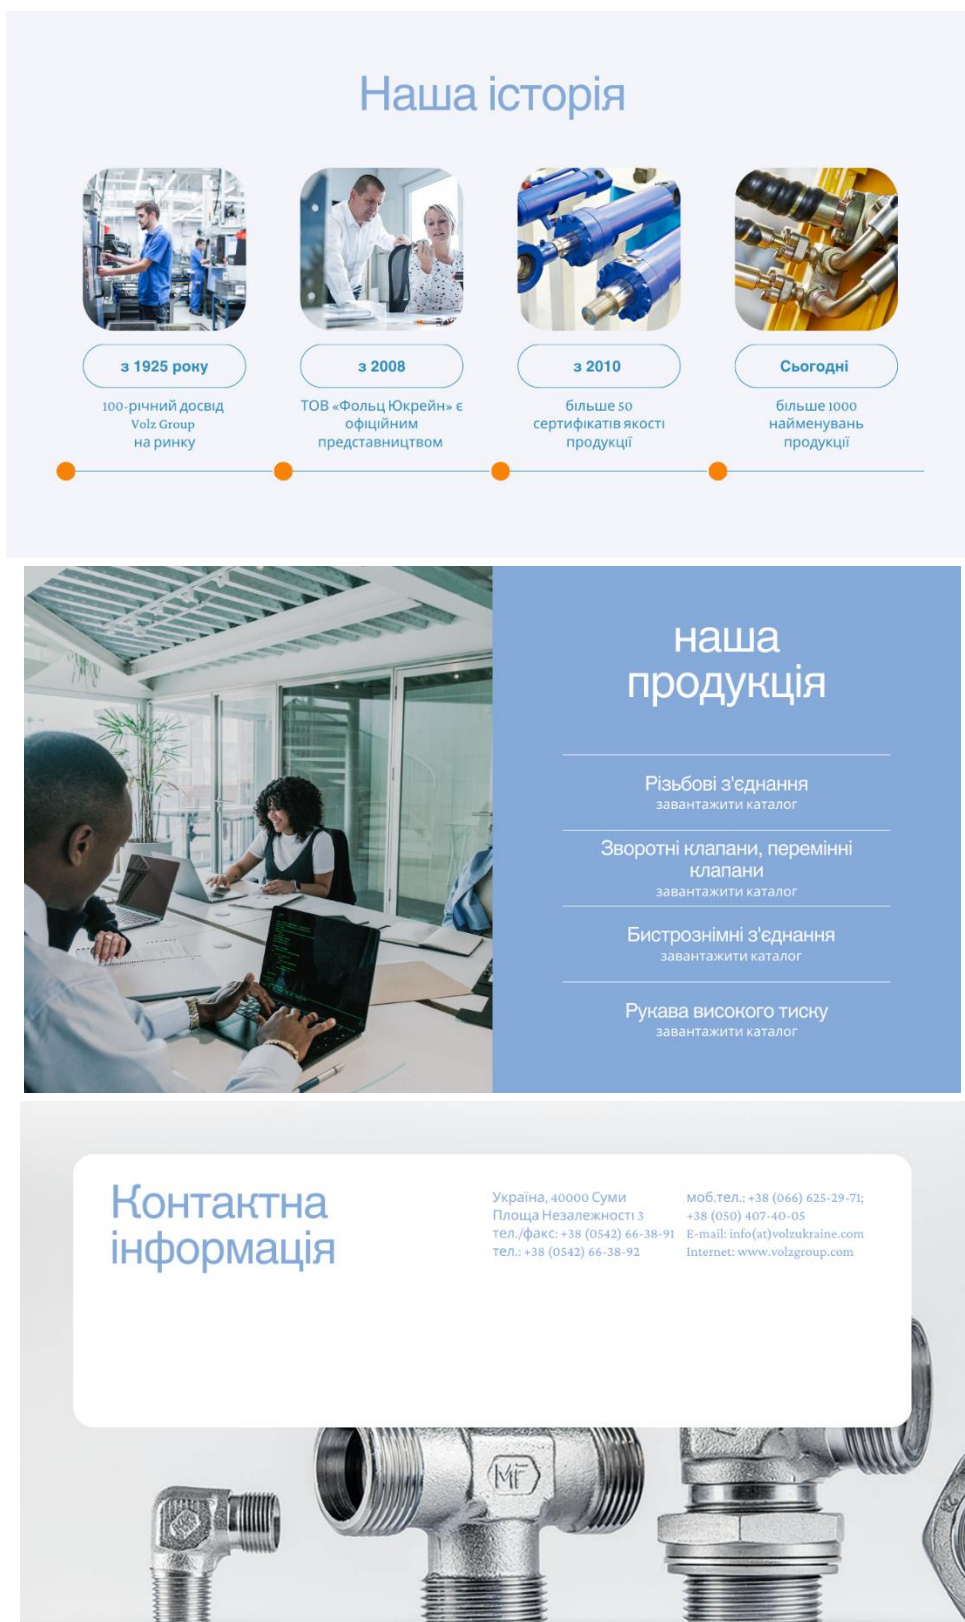 Наша історія
з 1925 року
100-річний досвід
Volz Group
на ринку
з 2008
ТОВ «Фольц Юкрейн» є
офіційним
представництвом
з 2010
більше 50
сертифікатів якості
продукції
Сьогодні
більше 1000
найменувань
продукції
наша
продукція
Різьбові з'єднання
завантажити каталог
Зворотні клапани, перемінні
клапани
завантажити каталог
Бистрознімні з'єднання
завантажити каталог
Рукава високого тиску
завантажити каталог
Контактна
інформація
Україна, 40000 Суми
Площа Незалежності 3
тел./факс: +38 (0542) 66-38-91
тел.: +38 (0542) 66-38-92
моб.тел.: +38 (066) 625-29-71;
+38 (050) 407-40-05
E-mail: info(at)volzukraine.com
Internet: www.volzgroup.com
MF